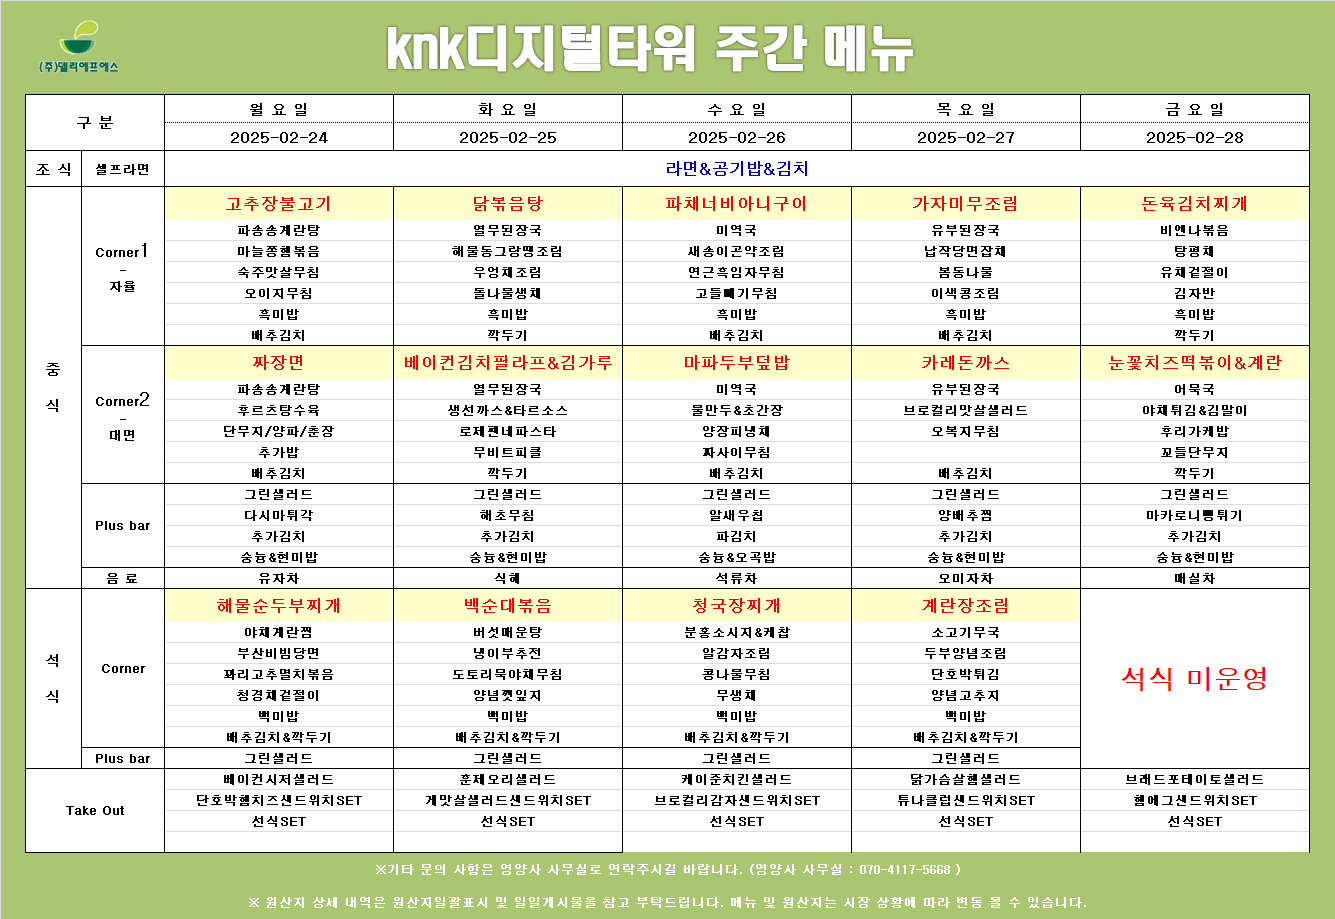 (주)델리에프에스
knk디지털타워 주간 메뉴
구 분 월 요 일 화 요 일 수 요 일 목 요 일 금 요 일
2025-02-24 2025-02-25 2025-02-26 2025-02-27 2025-02-28
조 식 셀프라면 라면&공기밥&김치
중 식
Corner1 - 자율
고추장불고기 닭볶음탕 파채너비아니구이 가자미무조림 돈육김치찌개
파송송계란탕 열무된장국 미역국 유부된장국 비엔나볶음
마늘쫑햄볶음 해물동그랑땡조림 새송이곤약조림 납작당면잡채 탕평채
숙주맛살무침 우엉채조림 연근흑임자무침 봄동나물 유채겉절이
오이지무침 돌나물생채 고들빼기무침 이색콩조림 김자반
흑미밥 흑미밥 흑미밥 흑미밥 흑미밥
배추김치 깍두기 배추김치 배추김치 깍두기
Corner2 - 대면
짜장면 베이컨김치필라프&김가루 마파두부덮밥 카레돈까스 눈꽃치즈떡볶이&계란
파송송계란탕 열무된장국 미역국 유부된장국 어묵국
후르츠탕수육 생선까스&타르소스 물만두&초간장 브로컬리맛살샐러드 야채튀김&김말이
단무지/양파/춘장 로제펜네파스타 양장피냉채 오복지무침 후리가케밥
추가밥 무비트피클 짜사이무침 꼬들단무지
배추김치 깍두기 배추김치 배추김치 깍두기
Plus bar
그린샐러드 그린샐러드 그린샐러드 그린샐러드 그린샐러드
다시마튀각 해초무침 알새우칩 양배추찜 마카로니뻥튀기
추가김치 추가김치 파김치 추가김치 추가김치
숭늉&현미밥 숭늉&현미밥 숭늉&오곡밥 숭늉&현미밥 숭늉&현미밥
음 료 유자차 식혜 석류차 오미자차 매실차
석 식
Corner
해물순두부찌개 백순대볶음 청국장찌개 계란장조림 석식 미운영
야채계란찜 버섯매운탕 분홍소시지&케찹 소고기무국
부산비빔당면 냉이부추전 알감자조림 두부양념조림
꽈리고추멸치볶음 도토리묵야채무침 콩나물무침 단호박튀김
청경채겉절이 양념깻잎지 무생채 양념고추지
백미밥 백미밥 백미밥 백미밥
배추김치&깍두기 배추김치&깍두기 배추김치&깍두기 배추김치&깍두기
Plus bar 그린샐러드 그린샐러드 그린샐러드 그린샐러드
Take Out
베이컨시저샐러드 훈제오리샐러드 케이준치킨샐러드 닭가슴살햄샐러드 브래드포테이토샐러드
단호박햄치즈샌드위치SET 게맛살샐러드샌드위치SET 브로컬리감자샌드위치SET 튜나클럽샌드위치SET 햄에그샌드위치SET
선식SET 선식SET 선식SET 선식SET 선식SET
※기타 문의 사항은 영양사 사무실로 연락주시길 바랍니다. (영양사 사무실 : 070-4117-5668 )
※ 원산지 상세 내역은 원산지일괄표시 및 일일게시물을 참고 부탁드립니다. 메뉴 및 원산지는 시장 상황에 따라 변동 될 수 있습니다.